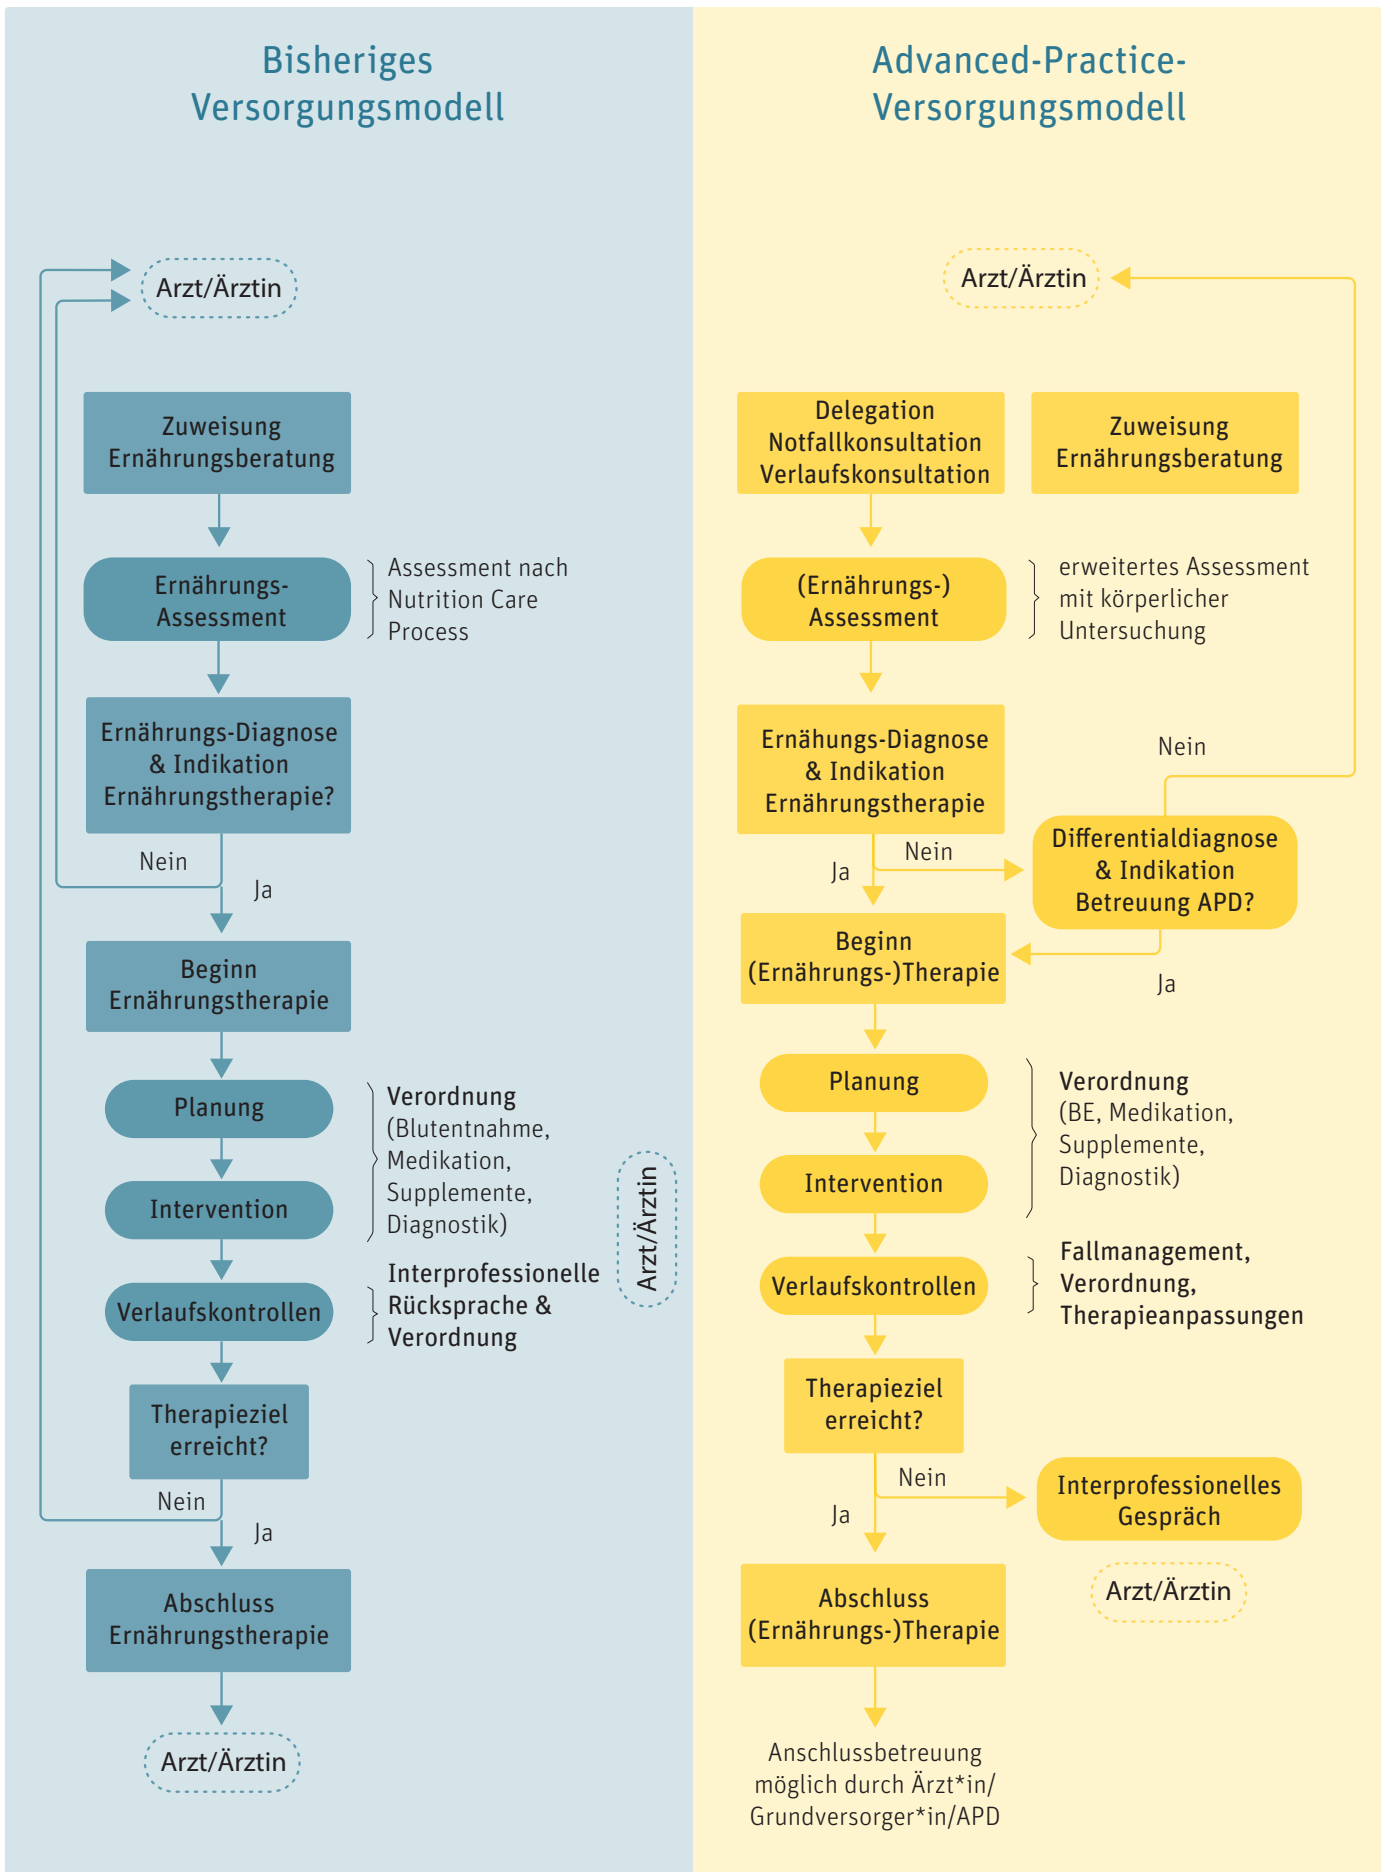 Bisheriges
Versorgungsmodell
Arzt/Ärztin
Zuweisung
Ernährungsberatung
Ernährungs-
Assessment
Assessment nach
Nutrition Care
Process
Ernährungs-Diagnose
& Indikation
Ernährungstherapie?
Nein
Ja
Beginn
Ernährungstherapie
Planung
Intervention
Verordnung
(Blutentnahme,
Medikation,
Supplemente,
Diagnostik)
Arzt/Ärztin
Verlaufskontrollen
Interprofessionelle
Rücksprache &
Verordnung
Therapieziel
erreicht?
Nein
Ja
Abschluss
Ernährungstherapie
Arzt/Ärztin
Advanced-Practice-
Versorgungsmodell
Arzt/Ärztin
Delegation
Notfallkonsultation
Verlaufskonsultation
Zuweisung
Ernährungsberatung
(Ernährungs-)
Assessment
erweitertes Assessment
mit körperlicher
Untersuchung
Ernähungs-Diagnose
& Indikation
Ernährungstherapie
Nein
Ja
Nein
Differentialdiagnose
& Indikation
Betreuung APD?
Ja
Beginn
(Ernährungs-)Therapie
Planung
Intervention
Verordnung
(BE, Medikation,
Supplemente,
Diagnostik)
Verlaufskontrollen
Fallmanagement,
Verordnung,
Therapieanpassungen
Therapieziel
erreicht?
Nein
Ja
Interprofessionelles
Gespräch
Arzt/Ärztin
Abschluss
(Ernährungs-)Therapie
Anschlussbetreuung
möglich durch Ärzt*in/
Grundversorger*in/APD